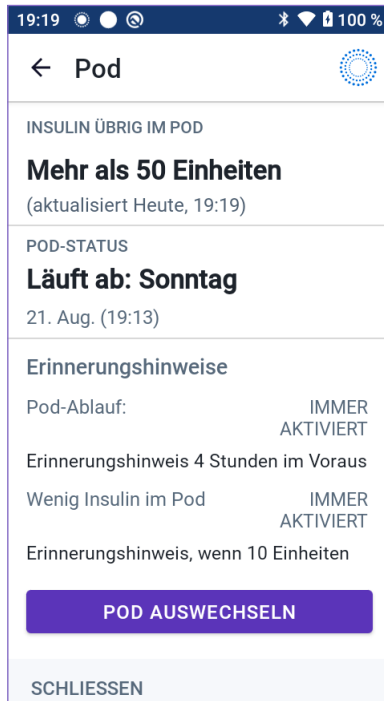 19:19 100 %
Pod
INSULIN ÜBRIG IM POD
Mehr als 50 Einheiten
(aktualisiert Heute, 19:19)
POD-STATUS
Läuft ab: Sonntag
21. Aug. (19:13)
Erinnerungshinweise
Pod-Ablauf: IMMER
AKTIVIERT
Erinnerungshinweis 4 Stunden im Voraus
Wenig Insulin im Pod IMMER
AKTIVIERT
Erinnerungshinweis, wenn 10 Einheiten
POD AUSWECHSELN
SCHLIESSEN